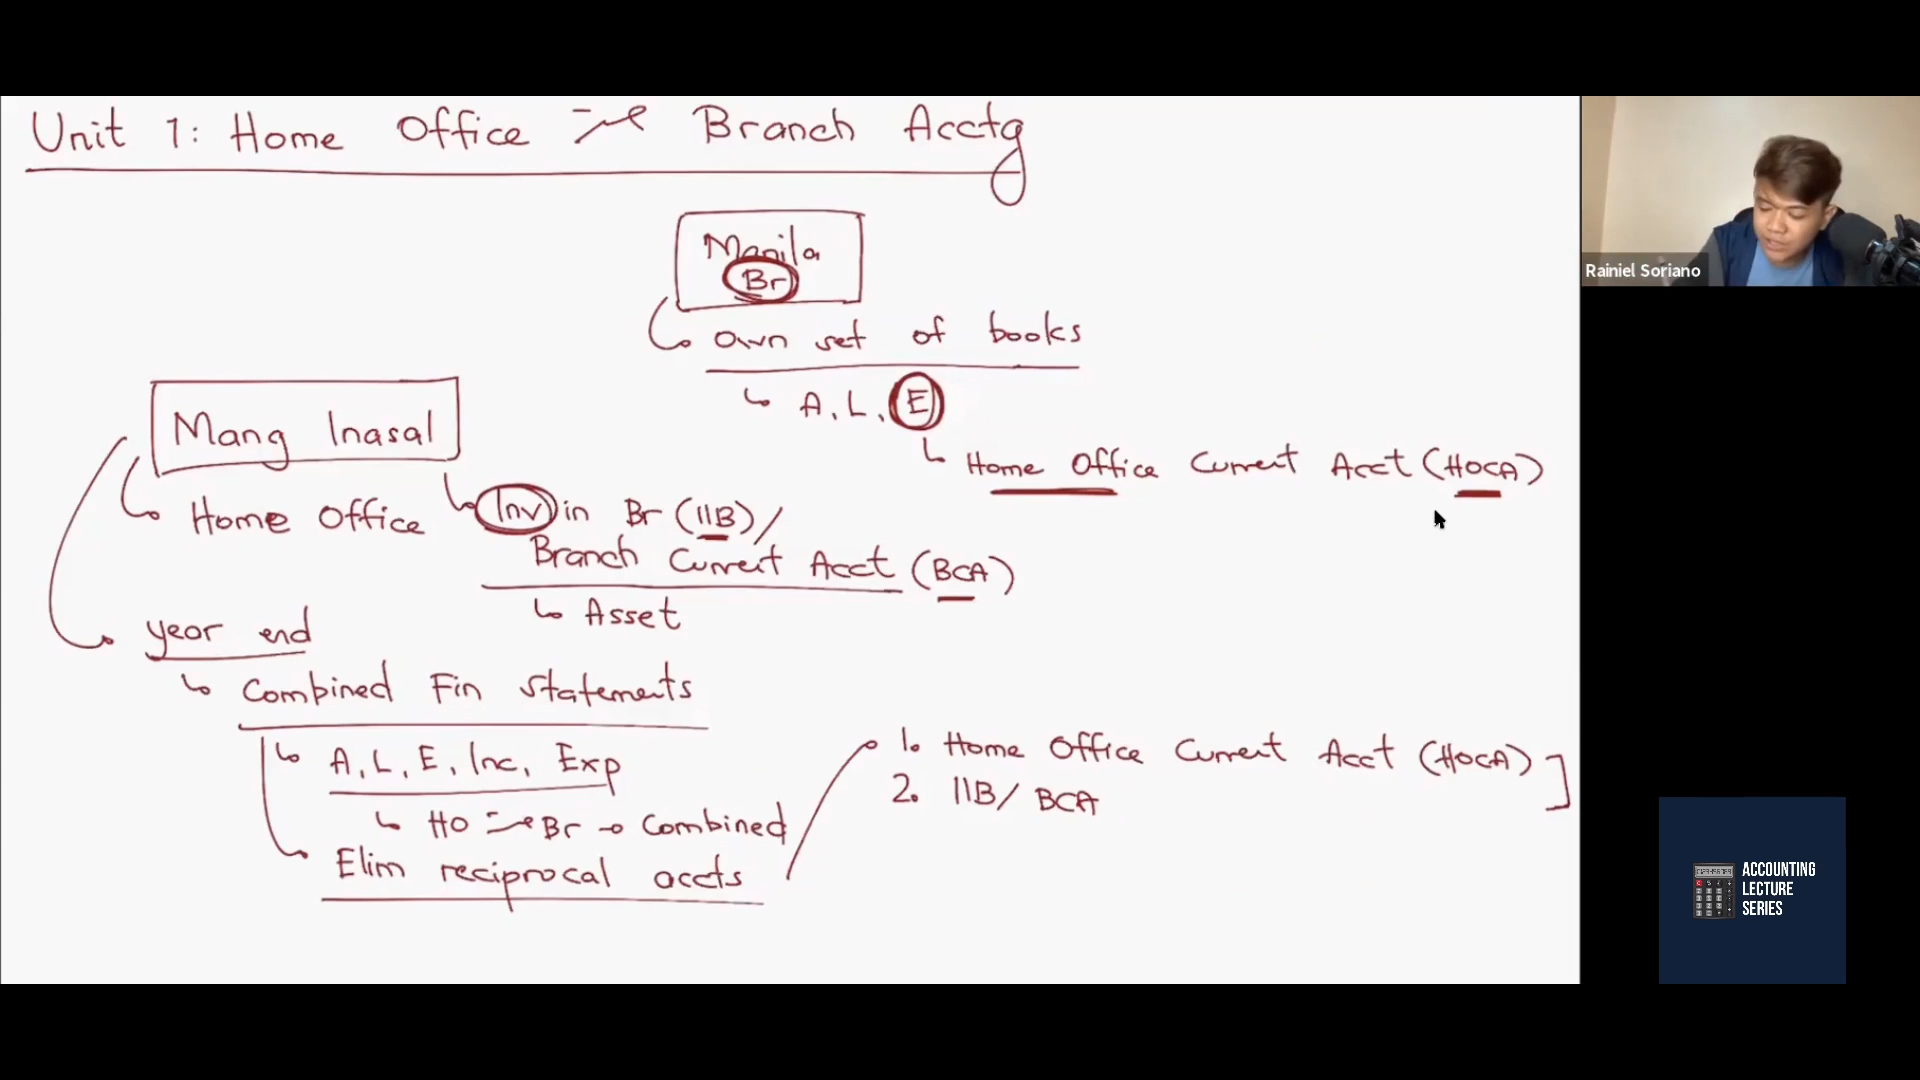 Unit 1: Home Office & Branch Acctg
Manila
Br
own set of books
A, L, E
Home Office Current Acct (HOCA)
Mang Inasal
Home Office
Inv in Br (IIB)/
Branch Current Acct (BCA)
Asset
year end
Combined Fin Statements
A, L, E, Inc, Exp
HO & Br → Combined
Elim reciprocal accts
1. Home Office Current Acct (HOCA)
2. IIB/ BCA
Rainiel Soriano
ACCOUNTING
LECTURE
SERIES